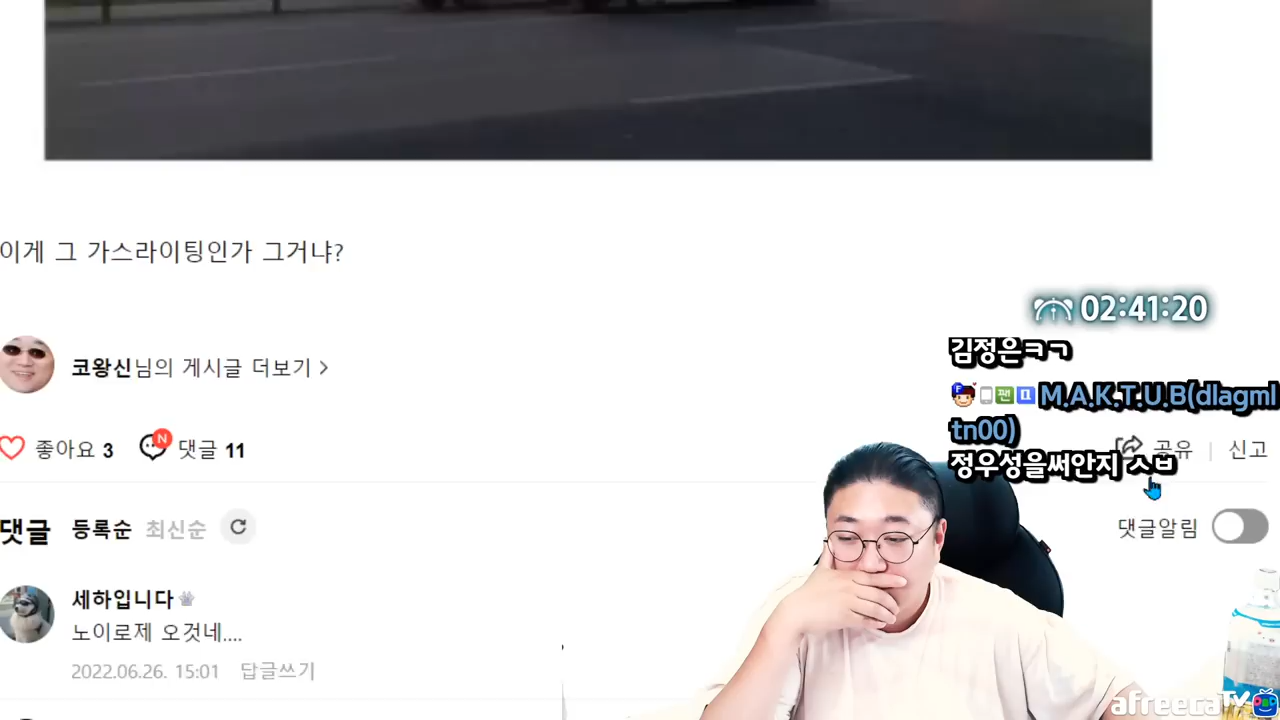 이게 그 가스라이팅인가 그거냐?
02:41:20
김정은ㅋㄱ
코왕신님의 게시글 더보기 >
M.A.K.T.U.B(dlagml
tn00)
정우성을써안지 ㅅㅂ
좋아요 3 N 댓글 11
공유 | 신고
댓글 등록순 최신순
댓글알림
세하입니다
노이로제 오것네....
2022.06.26. 15:01 답글쓰기
afreecaTV